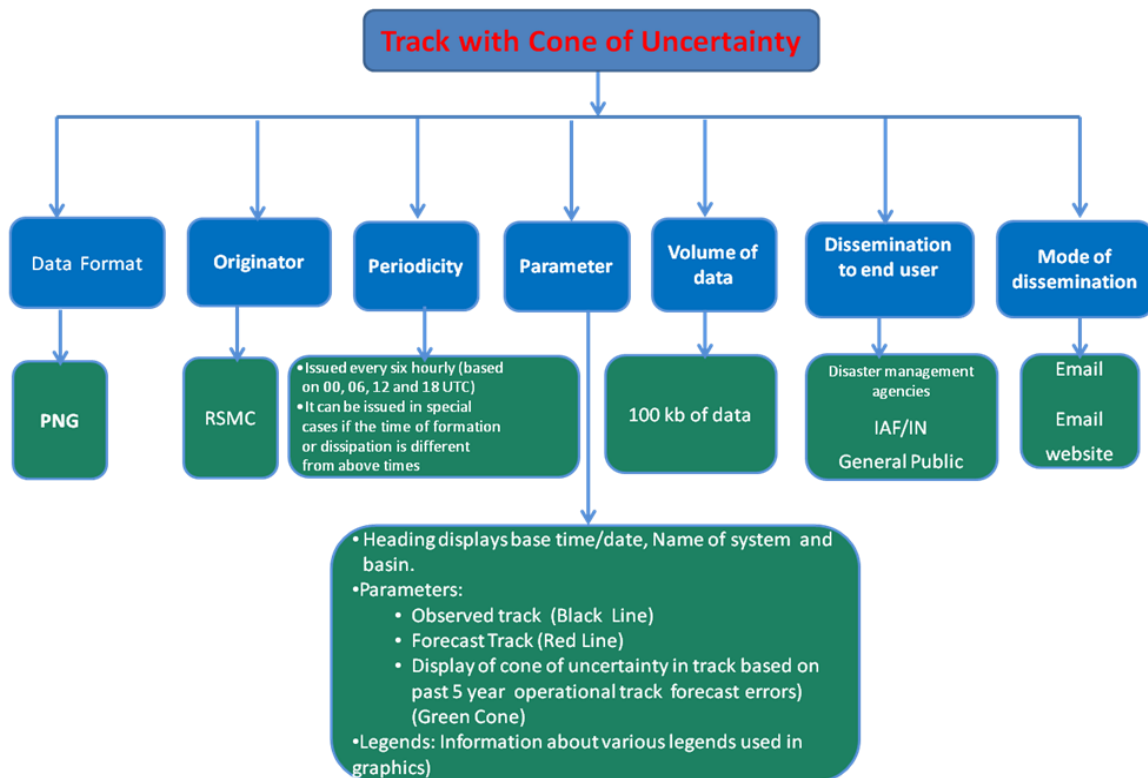 Track with Cone of Uncertainty
Data Format
Originator
Periodicity
Parameter
Volume of
data
Dissemination
to end user
Mode of
dissemination
PNG
RSMC
•Issued every six hourly (based
on 00, 06, 12 and 18 UTC)
•It can be issued in special
cases if the time of formation
or dissipation is different
from above times
100 kb of data
Disaster management
agencies
IAF/IN
General Public
Email
Email
website
• Heading displays base time/date, Name of system and
basin.
•Parameters:
• Observed track (Black Line)
• Forecast Track (Red Line)
• Display of cone of uncertainty in track based on
past 5 year operational track forecast errors)
(Green Cone)
•Legends: Information about various legends used in
graphics)